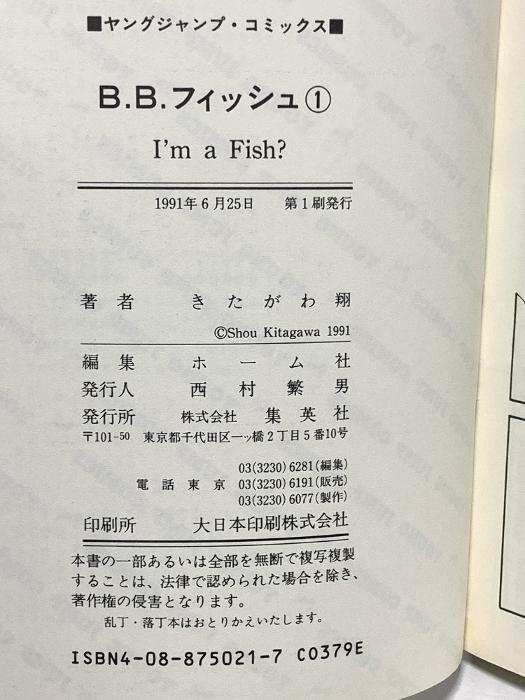 ■ヤングジャンプ・コミックス■
B.B.フィッシュ①
I'm a Fish?
1991年6月25日　第1刷発行
著者　きたがわ翔
©Shou Kitagawa 1991
編集　ホーム社
発行人　西村繁男
発行所　株式会社　集英社
〒101-50　東京都千代田区一ッ橋2丁目5番10号
03(3230)6281(編集)
電話　東京　03(3230)6191(販売)
03(3230)6077(製作)
印刷所　大日本印刷株式会社
本書の一部あるいは全部を無断で複写複製
することは、法律で認められた場合を除き、
著作権の侵害となります。
乱丁・落丁本はおとりかえいたします。
ISBN4-08-875021-7 C0379E